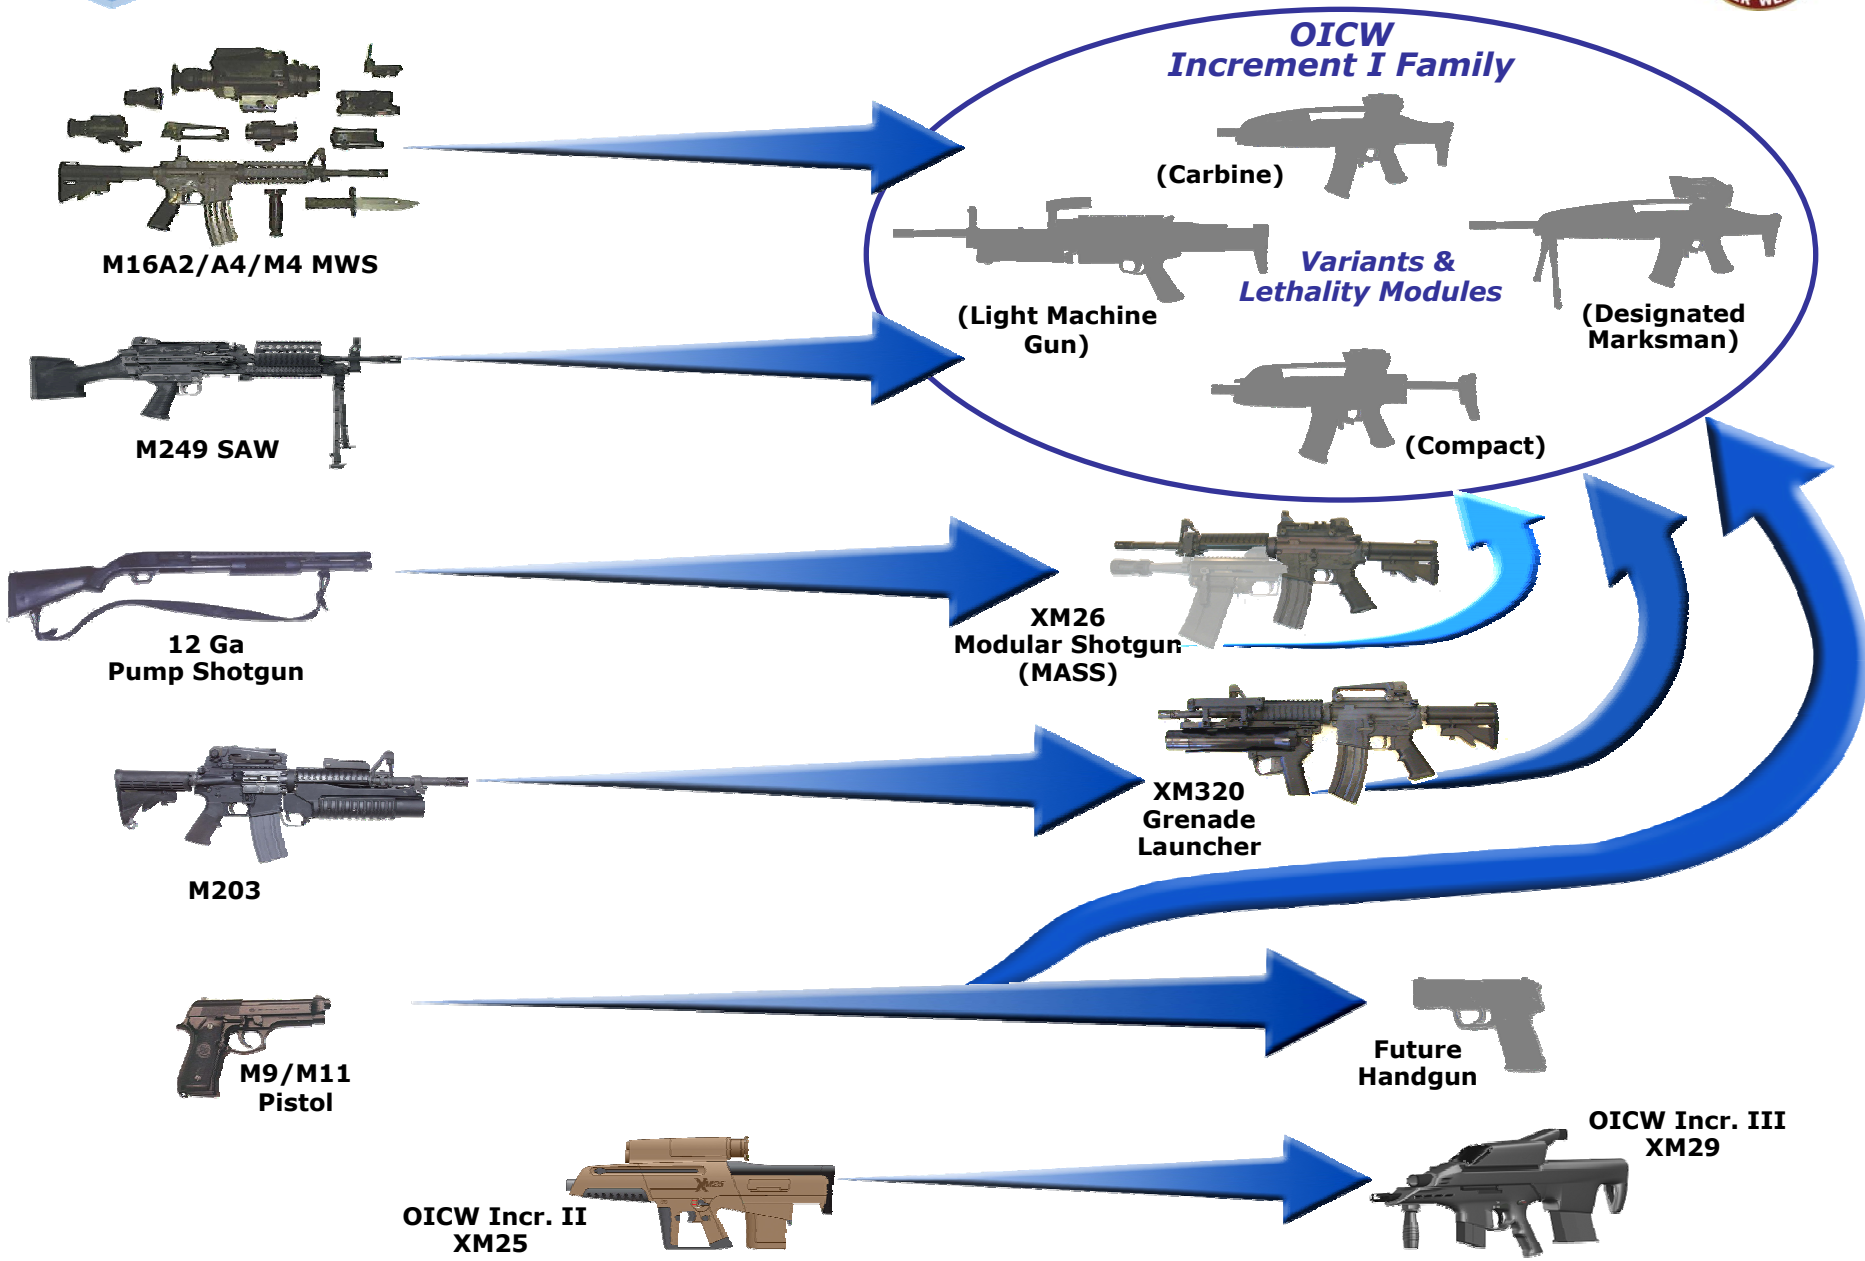 OICW
Increment I Family
(Carbine)
M16A2/A4/M4 MWS
Variants &
Lethality Modules
(Light Machine
Gun)
(Designated
Marksman)
M249 SAW
(Compact)
12 Ga
Pump Shotgun
XM26
Modular Shotgun
(MASS)
XM320
Grenade
Launcher
M203
M9/M11
Pistol
Future
Handgun
OICW Incr. II
XM25
XM25
OICW Incr. III
XM29